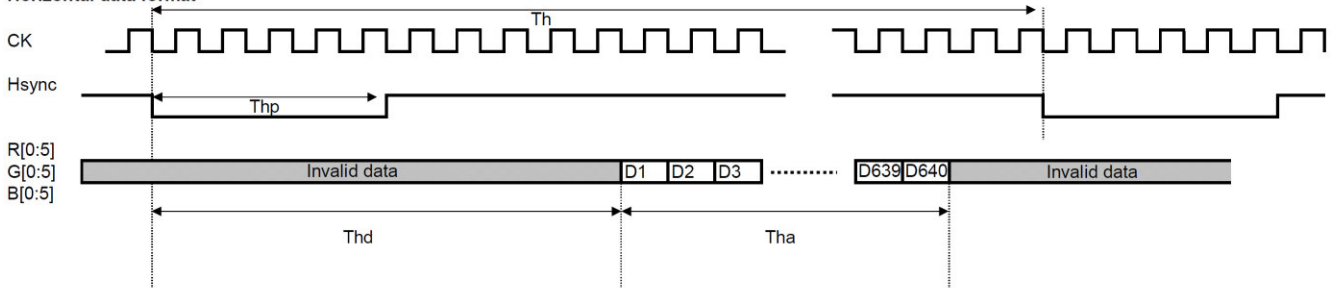 Th
CK
Hsync
Thp
R[0:5]
G[0:5]
B[0:5]
Invalid data D1 D2 D3 D639 D640 Invalid data
Thd Tha